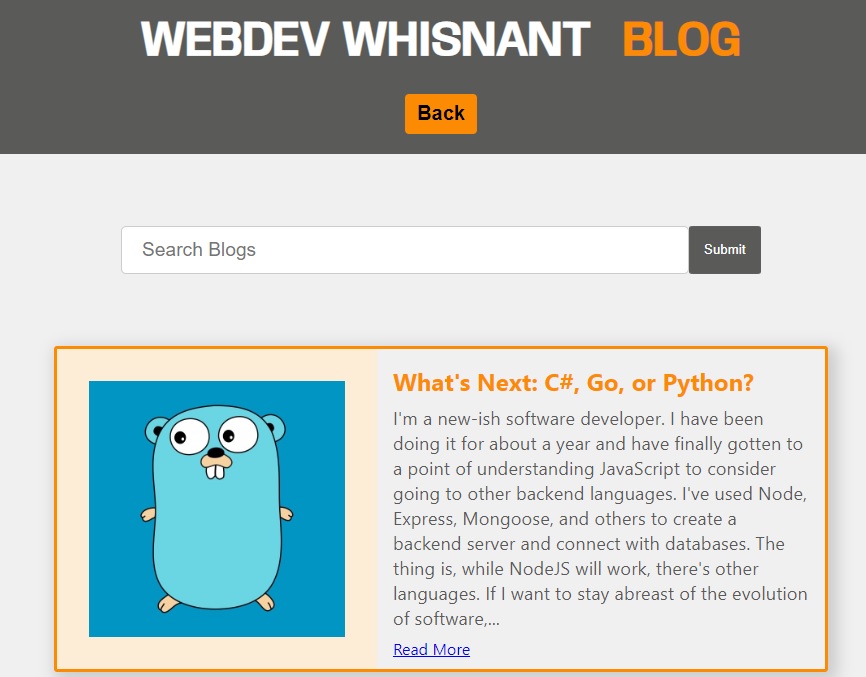 WEBDEV WHISNANT BLOG
Back
Search Blogs
Submit
What's Next: C#, Go, or Python?
I'm a new-ish software developer. I have been
doing it for about a year and have finally gotten to
a point of understanding JavaScript to consider
going to other backend languages. I've used Node,
Express, Mongoose, and others to create a
backend server and connect with databases. The
thing is, while NodeJS will work, there's other
languages. If I want to stay abreast of the evolution
of software,...
Read More